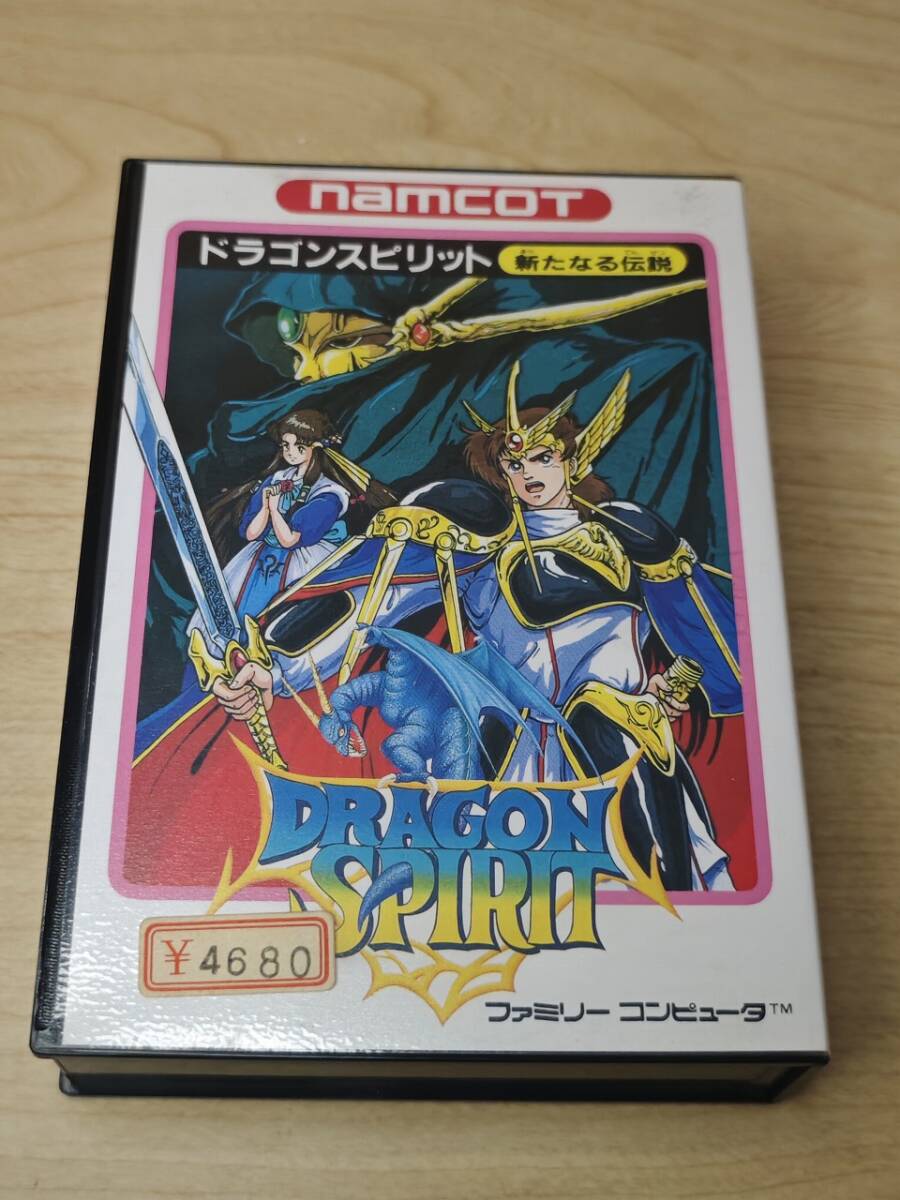 namcot
ドラゴンスピリット 新たなる伝説
DRAGON
SPIRIT
¥4680
ファミリー コンピュータ™